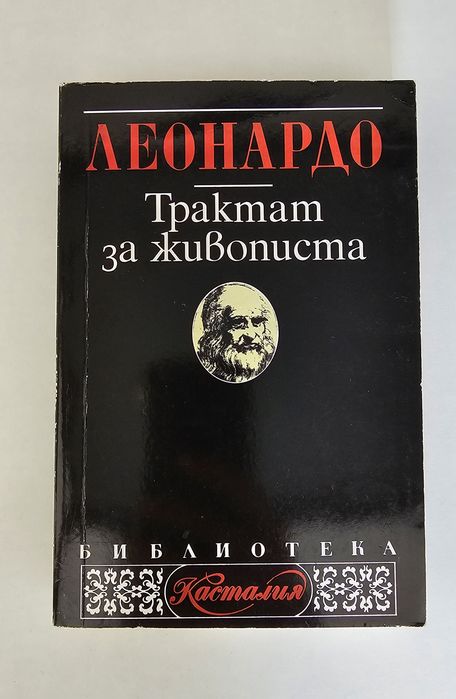 ЛЕОНАРДО
Трактат
за живописта
БИБЛИОТЕКА
Касталия